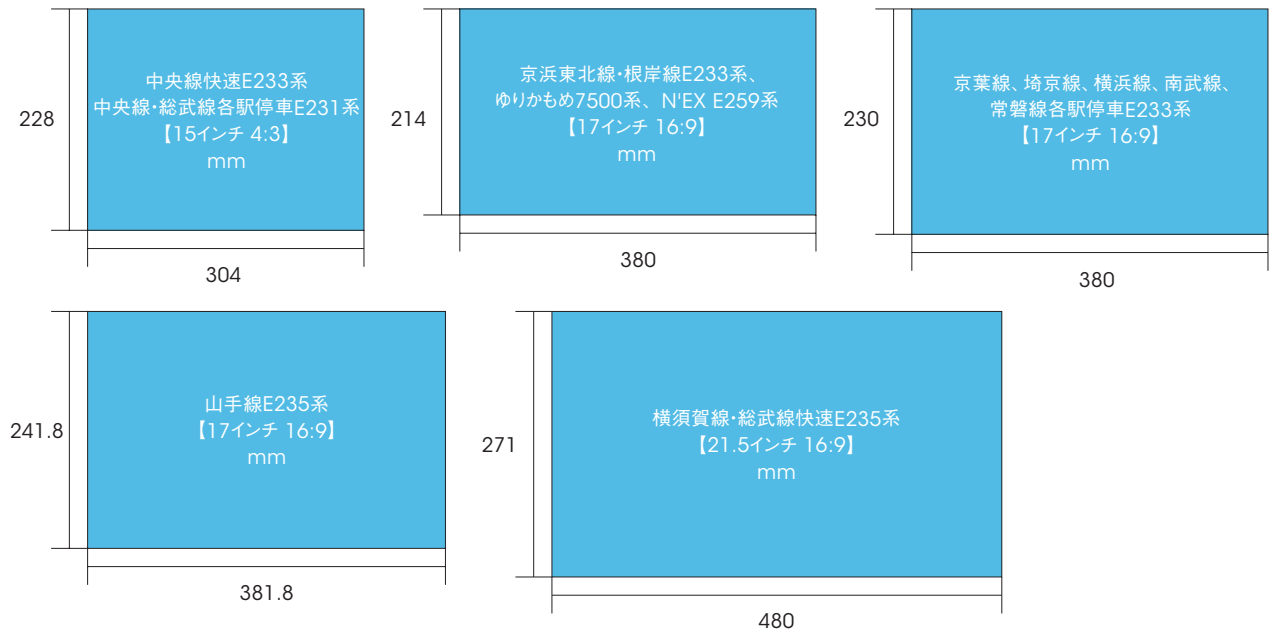 228
中央線快速E233系
中央線・総武線各駅停車E231系
【15インチ 4:3】
mm
304
214
京浜東北線・根岸線E233系、
ゆりかもめ7500系、N'EX E259系
【17インチ 16:9】
mm
380
230
京葉線、埼京線、横浜線、南武線、
常磐線各駅停車E233系
【17インチ 16:9】
mm
380
241.8
山手線E235系
【17インチ 16:9】
mm
381.8
271
横須賀線・総武線快速E235系
【21.5インチ 16:9】
mm
480